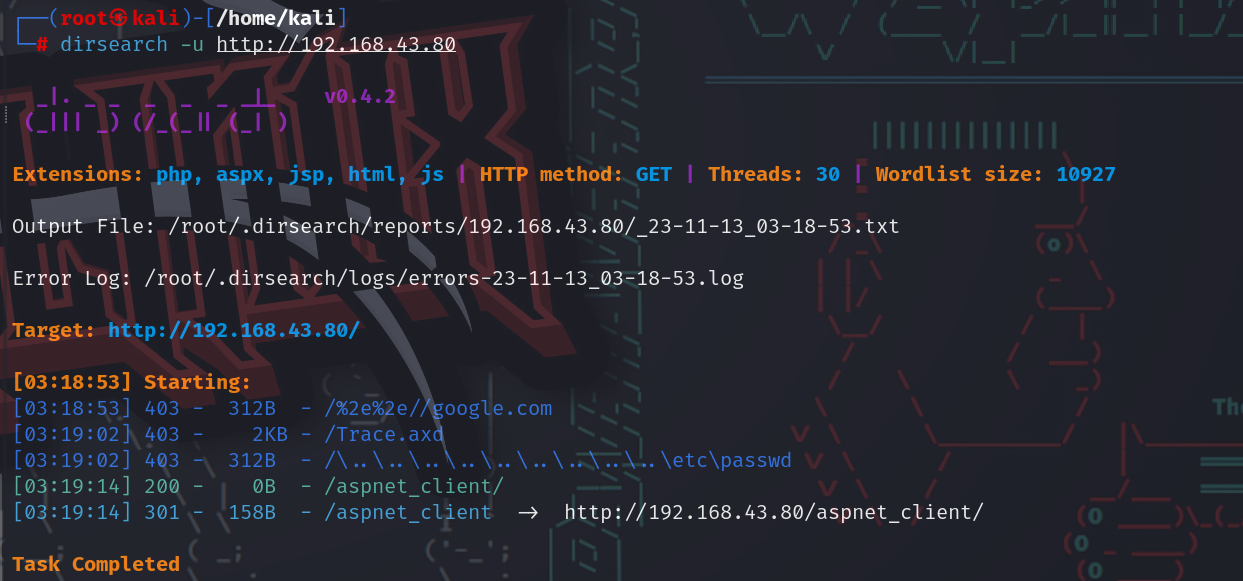 ┌──(root㉿kali)-[/home/kali]
└─# dirsearch -u http://192.168.43.80
_|. _ _  _  _  _ _|_    v0.4.2
(_||| _) (/_(_|| (_| )
Extensions: php, aspx, jsp, html, js | HTTP method: GET | Threads: 30 | Wordlist size: 10927
Output File: /root/.dirsearch/reports/192.168.43.80/_23-11-13_03-18-53.txt
Error Log: /root/.dirsearch/logs/errors-23-11-13_03-18-53.log
Target: http://192.168.43.80/
[03:18:53] Starting:
[03:18:53] 403 -  312B  - /%2e%2e//google.com
[03:19:02] 403 -    2KB - /Trace.axd
[03:19:02] 403 -  312B  - /\..\..\..\..\..\..\..\..\..\etc\passwd
[03:19:14] 200 -    0B  - /aspnet_client/
[03:19:14] 301 -  158B  - /aspnet_client  ->  http://192.168.43.80/aspnet_client/
Task Completed